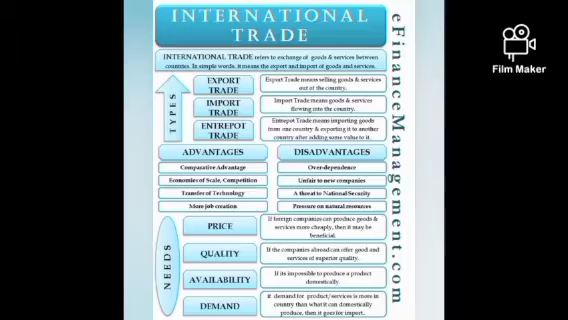 INTERNATIONAL
TRADE
INTERNATIONAL TRADE refers to exchange of goods & services between
countries. In simple words, it means the export and import of goods and services.
TYPES
EXPORT
TRADE
Export Trade means selling goods & services
out of the country.
IMPORT
TRADE
Import Trade means goods & services
flowing into the country.
ENTREPOT
TRADE
Entrepot Trade means importing goods
from one country & exporting it to another
country after adding some value to it.
ADVANTAGES
Comparative Advantage
Economies of Scale, Competition
Transfer of Technology
More job creation
DISADVANTAGES
Over-dependence
Unfair to new companies
A threat to National Security
Pressure on natural resources
NEEDS
PRICE
If foreign companies can produce goods &
services more cheaply, then it may be
beneficial.
QUALITY
If the companies abroad can offer good and
services of superior quality.
AVAILABILITY
If its impossible to produce a product
domestically.
DEMAND
If demand for product/services is more in
country than what it can domestically
produce, then it goes for import..
eFinanceManagement.com
Film Maker